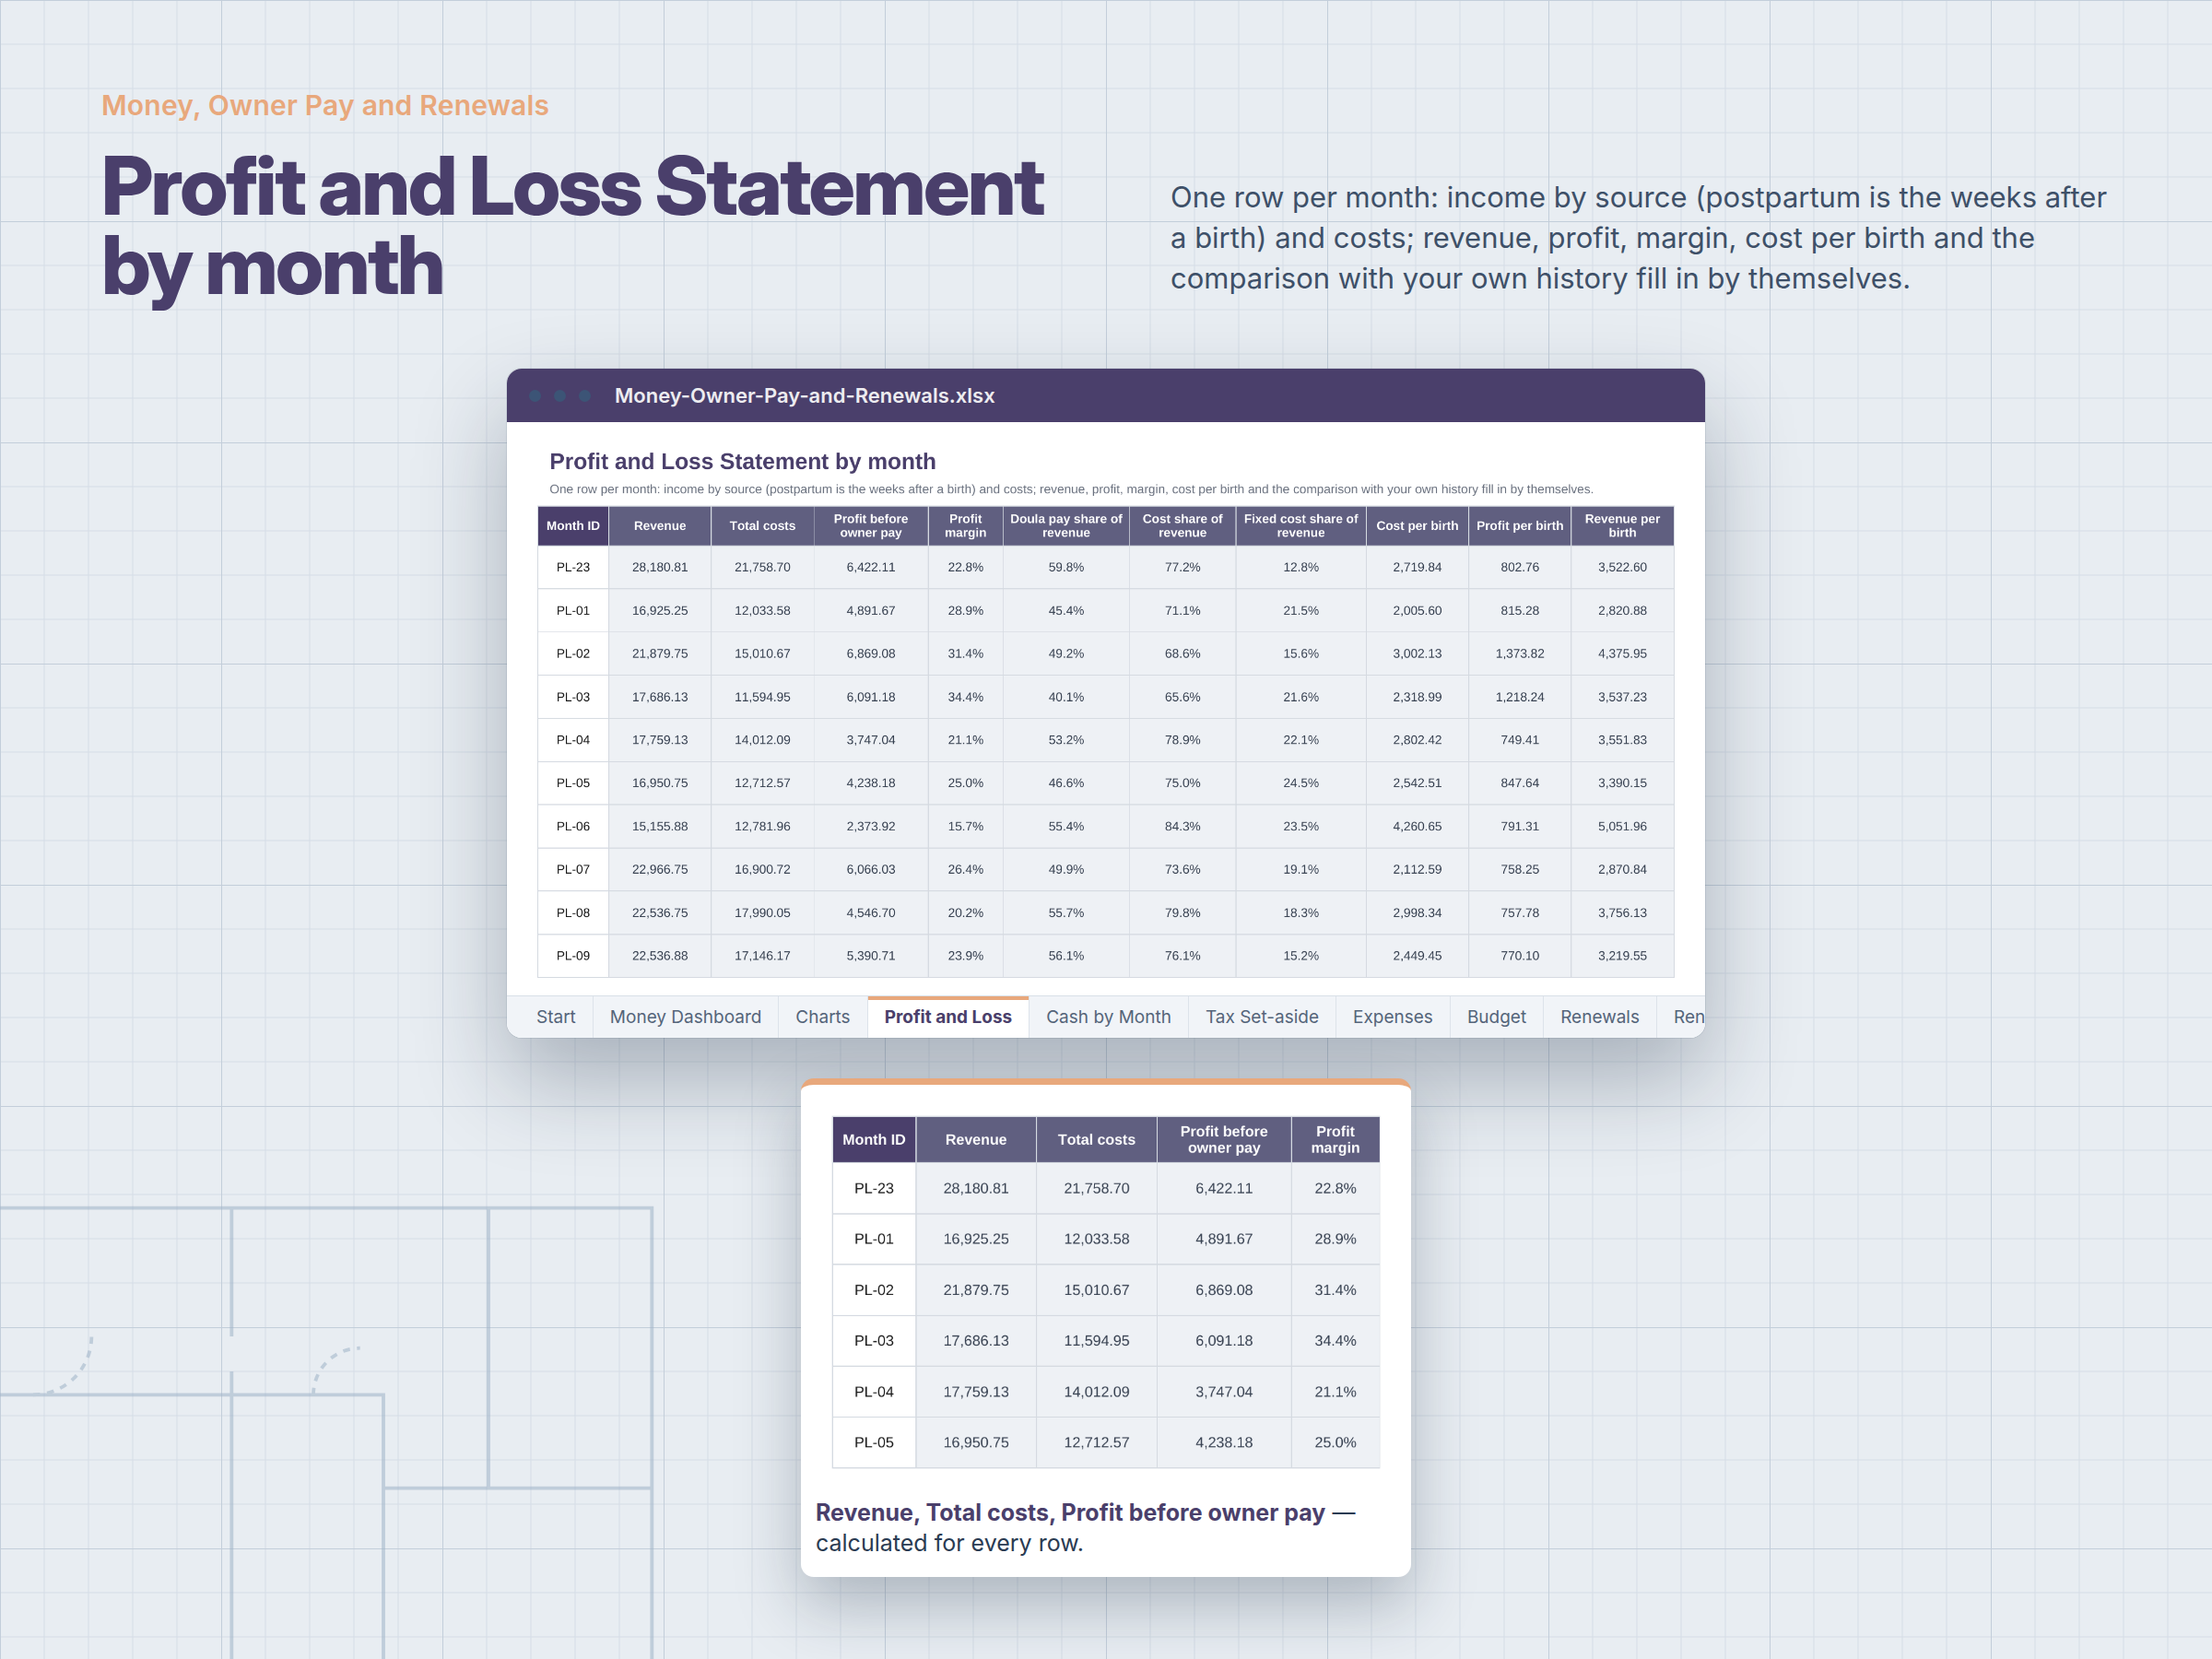 Money, Owner Pay and Renewals
Profit and Loss Statement
by month
One row per month: income by source (postpartum is the weeks after
a birth) and costs; revenue, profit, margin, cost per birth and the
comparison with your own history fill in by themselves.
Money-Owner-Pay-and-Renewals.xlsx
Profit and Loss Statement by month
One row per month: income by source (postpartum is the weeks after a birth) and costs; revenue, profit, margin, cost per birth and the comparison with your own history fill in by themselves.
Month ID Revenue Total costs Profit before owner pay Profit margin Doula pay share of revenue Cost share of revenue Fixed cost share of revenue Cost per birth Profit per birth Revenue per birth
PL-23 28,180.81 21,758.70 6,422.11 22.8% 59.8% 77.2% 12.8% 2,719.84 802.76 3,522.60
PL-01 16,925.25 12,033.58 4,891.67 28.9% 45.4% 71.1% 21.5% 2,005.60 815.28 2,820.88
PL-02 21,879.75 15,010.67 6,869.08 31.4% 49.2% 68.6% 15.6% 3,002.13 1,373.82 4,375.95
PL-03 17,686.13 11,594.95 6,091.18 34.4% 40.1% 65.6% 21.6% 2,318.99 1,218.24 3,537.23
PL-04 17,759.13 14,012.09 3,747.04 21.1% 53.2% 78.9% 22.1% 2,802.42 749.41 3,551.83
PL-05 16,950.75 12,712.57 4,238.18 25.0% 46.6% 75.0% 24.5% 2,542.51 847.64 3,390.15
PL-06 15,155.88 12,781.96 2,373.92 15.7% 55.4% 84.3% 23.5% 4,260.65 791.31 5,051.96
PL-07 22,966.75 16,900.72 6,066.03 26.4% 49.9% 73.6% 19.1% 2,112.59 758.25 2,870.84
PL-08 22,536.75 17,990.05 4,546.70 20.2% 55.7% 79.8% 18.3% 2,998.34 757.78 3,756.13
PL-09 22,536.88 17,146.17 5,390.71 23.9% 56.1% 76.1% 15.2% 2,449.45 770.10 3,219.55
Start Money Dashboard Charts Profit and Loss Cash by Month Tax Set-aside Expenses Budget Renewals Ren
Month ID Revenue Total costs Profit before owner pay Profit margin
PL-23 28,180.81 21,758.70 6,422.11 22.8%
PL-01 16,925.25 12,033.58 4,891.67 28.9%
PL-02 21,879.75 15,010.67 6,869.08 31.4%
PL-03 17,686.13 11,594.95 6,091.18 34.4%
PL-04 17,759.13 14,012.09 3,747.04 21.1%
PL-05 16,950.75 12,712.57 4,238.18 25.0%
Revenue, Total costs, Profit before owner pay —
calculated for every row.